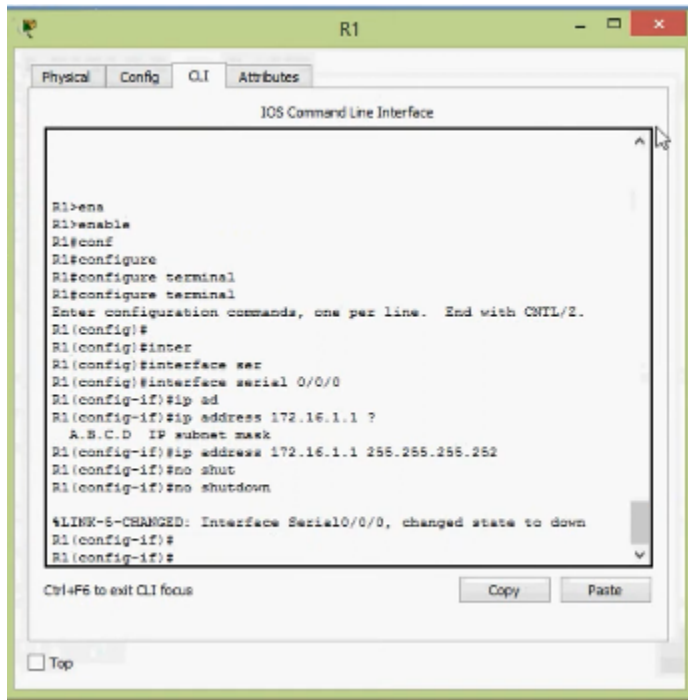 R1
Physical Config CLI Attributes
IOS Command Line Interface
R1>ena
R1>enable
R1#conf
R1#configure
R1#configure terminal
R1#configure terminal
Enter configuration commands, one per line.  End with CNTL/Z.
R1(config)#
R1(config)#inter
R1(config)#interface ser
R1(config)#interface serial 0/0/0
R1(config-if)#ip ad
R1(config-if)#ip address 172.16.1.1 ?
  A.B.C.D  IP subnet mask
R1(config-if)#ip address 172.16.1.1 255.255.255.252
R1(config-if)#no shut
R1(config-if)#no shutdown
%LINK-5-CHANGED: Interface Serial0/0/0, changed state to down
R1(config-if)#
R1(config-if)#
Ctrl+F6 to exit CLI focus
Copy Paste
Top